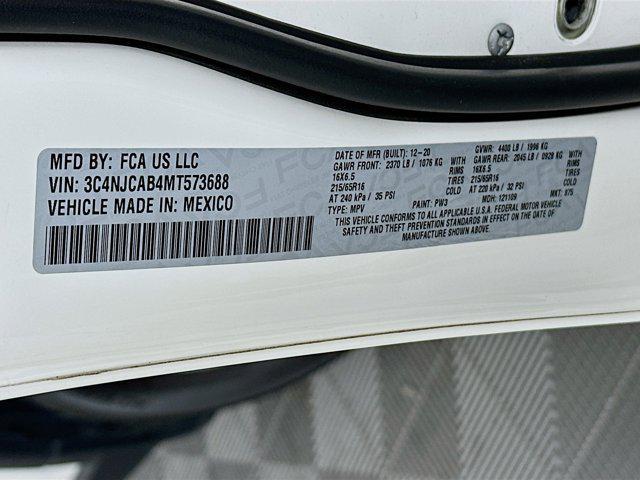 MFD BY: FCA US LLC
VIN: 3C4NJCAB4MT573688
VEHICLE MADE IN: MEXICO
DATE OF MFR (BUILT): 12-20 GVWR: 4400 LB / 1996 KG
GAWR FRONT: 2370 LB / 1076 KG WITH GAWR REAR: 2045 LB / 0928 KG WITH
16X6.5 RIMS 16X6.5 RIMS
215/65R16 TIRES 215/65R16 TIRES
AT 240 kPa / 35 PSI AT 220 kPa / 32 PSI
TYPE: MPV PAINT: PW3 MDH: 121109 MKT: 975
THIS VEHICLE CONFORMS TO ALL APPLICABLE U.S.A. FEDERAL MOTOR VEHICLE
SAFETY AND THEFT PREVENTION STANDARDS IN EFFECT ON THE DATE OF
MANUFACTURE SHOWN ABOVE.